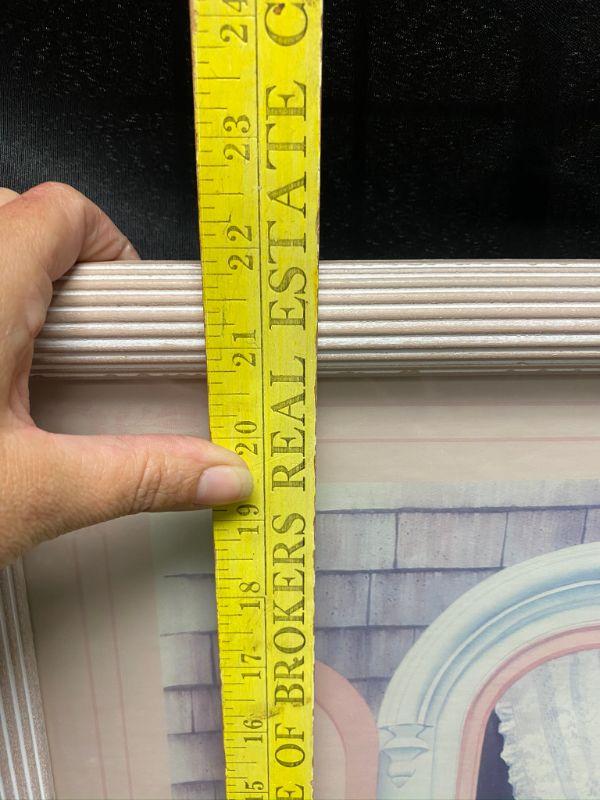 15 16 17 18 19 20 21 22 23 24
E OF BROKERS REAL ESTATE C